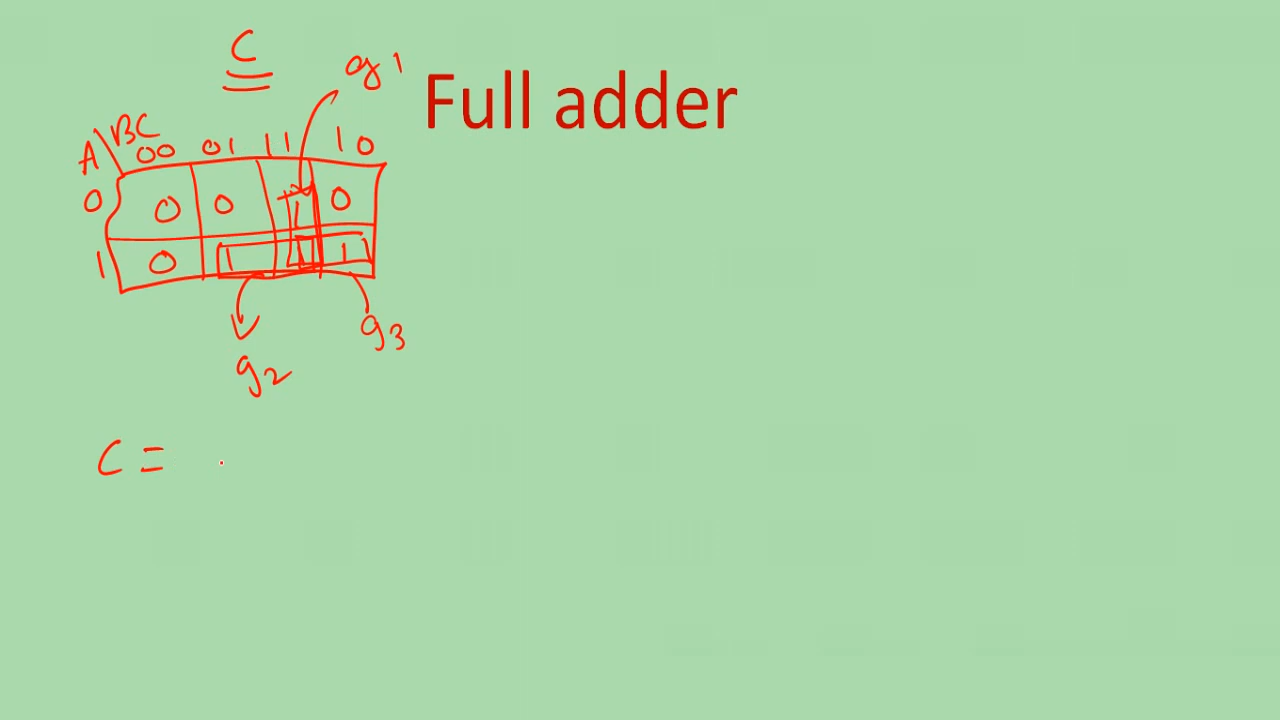 C
g1
Full adder
A\BC 00 01 11 10
0 0 0 1 0
1 0 1 1 1
g2
g3
C =